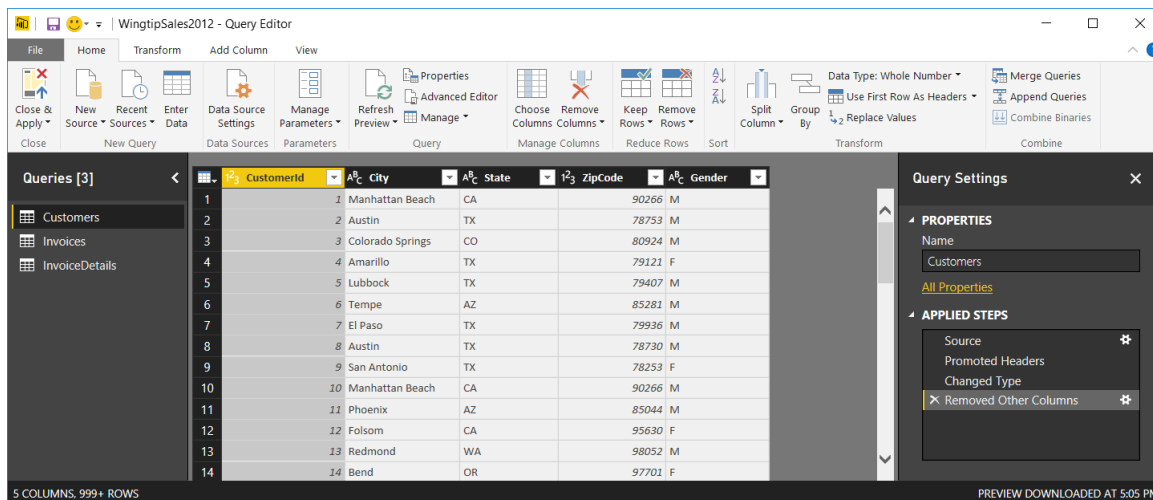 WingtipSales2012 - Query Editor
File Home Transform Add Column View
Close & Apply
New Source
Recent Sources
Enter Data
Data Source Settings
Manage Parameters
Refresh Preview
Properties
Advanced Editor
Manage
Choose Columns
Remove Columns
Keep Rows
Remove Rows
Split Column
Group By
Data Type: Whole Number
Use First Row As Headers
Replace Values
Merge Queries
Append Queries
Combine Binaries
Close New Query Data Sources Parameters Query Manage Columns Reduce Rows Sort Transform Combine
Queries [3]
Customers
Invoices
InvoiceDetails
CustomerId City State ZipCode Gender
1 1 Manhattan Beach CA 90266 M
2 2 Austin TX 78753 M
3 3 Colorado Springs CO 80924 M
4 4 Amarillo TX 79121 F
5 5 Lubbock TX 79407 M
6 6 Tempe AZ 85281 M
7 7 El Paso TX 79936 M
8 8 Austin TX 78730 M
9 9 San Antonio TX 78253 F
10 10 Manhattan Beach CA 90266 M
11 11 Phoenix AZ 85044 M
12 12 Folsom CA 95630 F
13 13 Redmond WA 98052 M
14 14 Bend OR 97701 F
Query Settings
PROPERTIES
Name
Customers
All Properties
APPLIED STEPS
Source
Promoted Headers
Changed Type
Removed Other Columns
5 COLUMNS, 999+ ROWS
PREVIEW DOWNLOADED AT 5:05